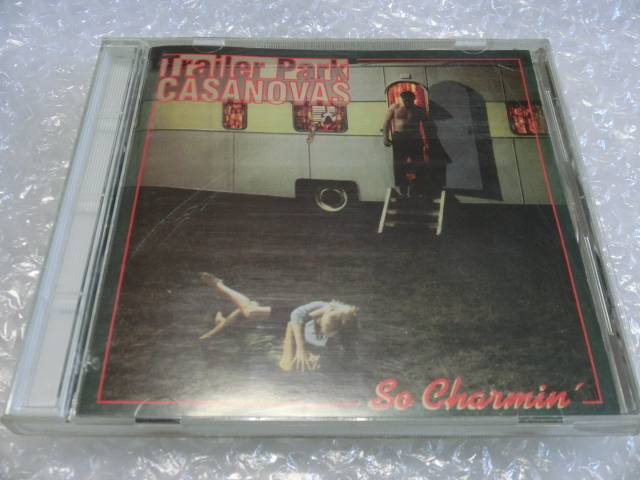 Trailer Park
CASANOVAS
So Charmin'